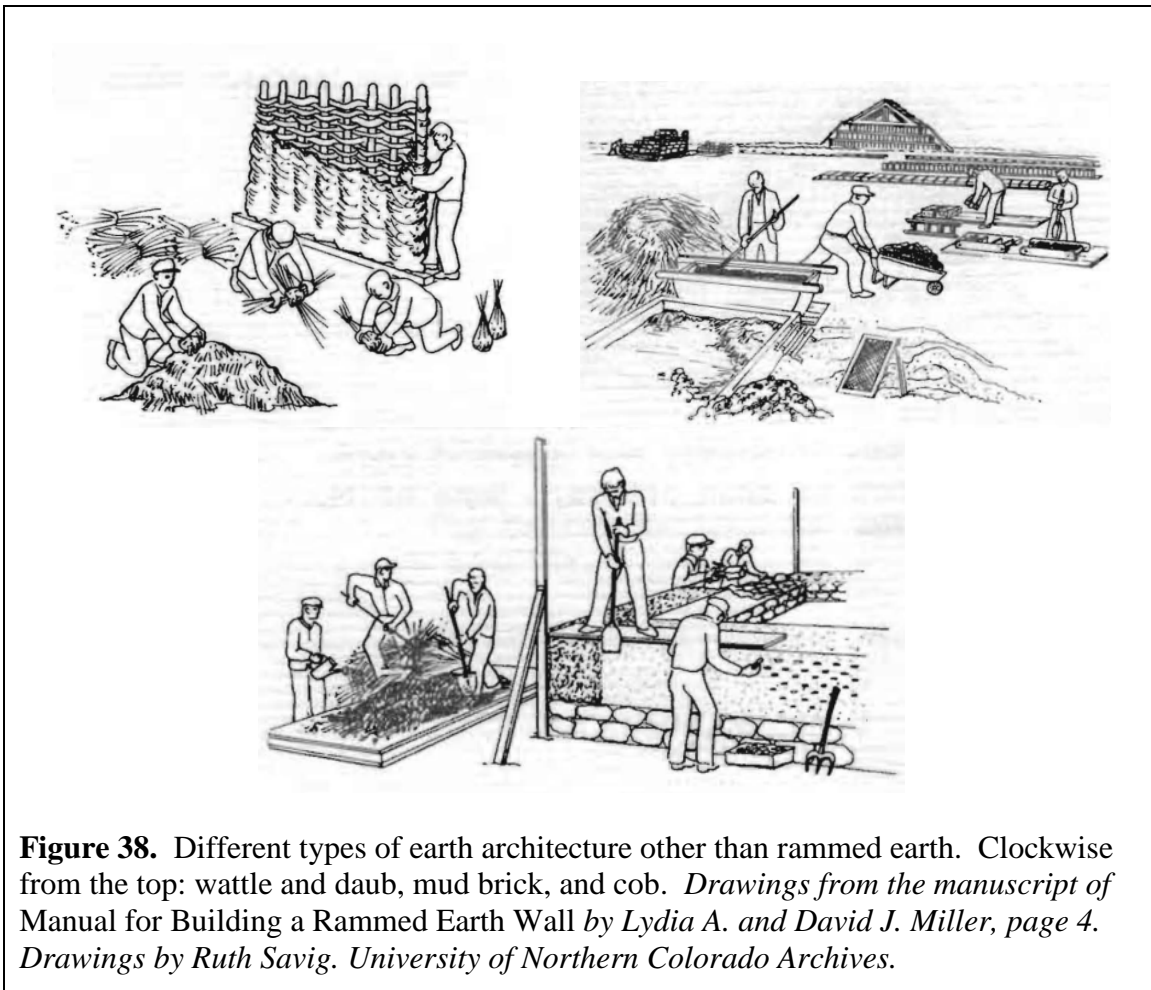 Figure 38. Different types of earth architecture other than rammed earth. Clockwise
from the top: wattle and daub, mud brick, and cob. Drawings from the manuscript of
Manual for Building a Rammed Earth Wall by Lydia A. and David J. Miller, page 4.
Drawings by Ruth Savig. University of Northern Colorado Archives.